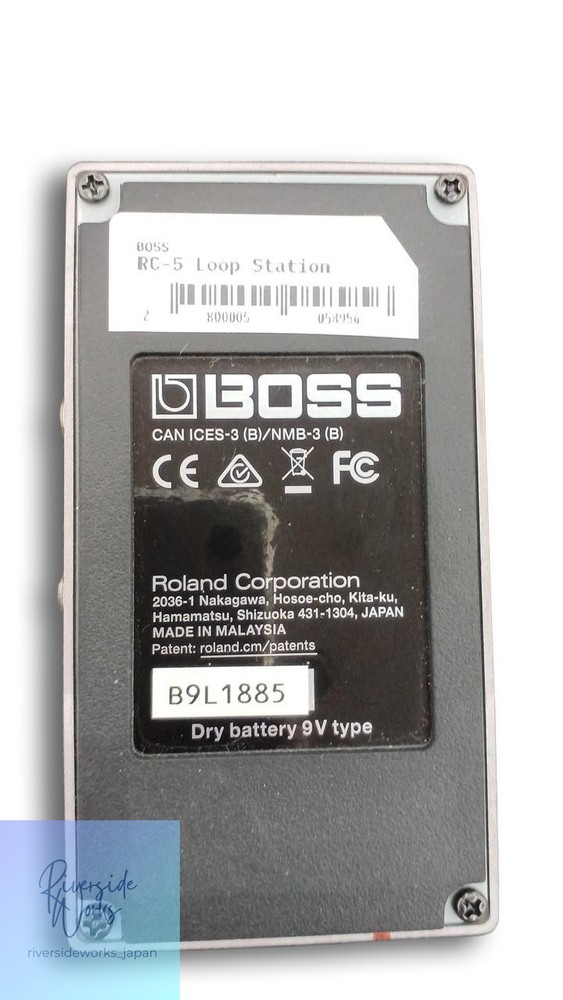 BOSS
RC-5 Loop Station
2 800005 058954
BOSS
CAN ICES-3 (B)/NMB-3 (B)
CE FC
Roland Corporation
2036-1 Nakagawa, Hosoe-cho, Kita-ku,
Hamamatsu, Shizuoka 431-1304, JAPAN
MADE IN MALAYSIA
Patent: roland.cm/patents
B9L1885
Dry battery 9V type
Riverside
Works
riversideworks_japan